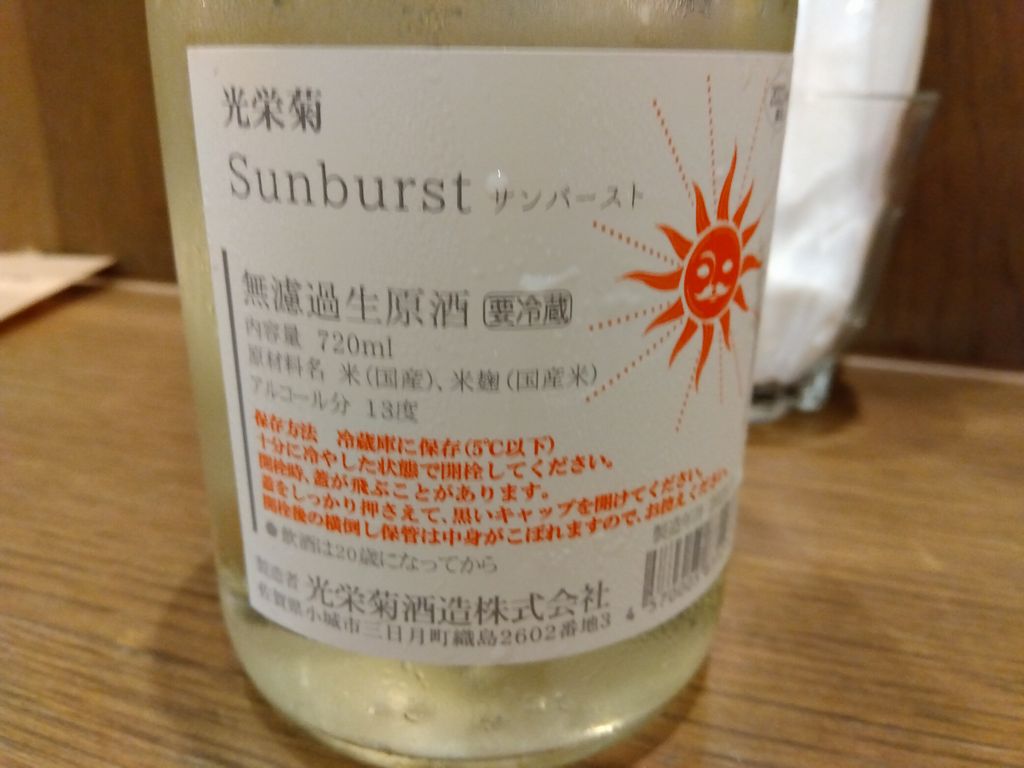 光栄菊
Sunburst サンバースト
無濾過生原酒 要冷蔵
内容量 720ml
原材料名 米(国産)、米麹(国産米)
アルコール分 13度
保存方法 冷蔵庫に保存(5℃以下)
十分に冷やした状態で開栓してください。
開栓時、蓋が飛ぶことがあります。
蓋をしっかり押さえて、黒いキャップを開けてください。
開栓後の横倒し保管は中身がこぼれますので、お控えください。
●飲酒は20歳になってから
製造年月
製造者 光栄菊酒造株式会社
佐賀県小城市三日月町織島2602番地3